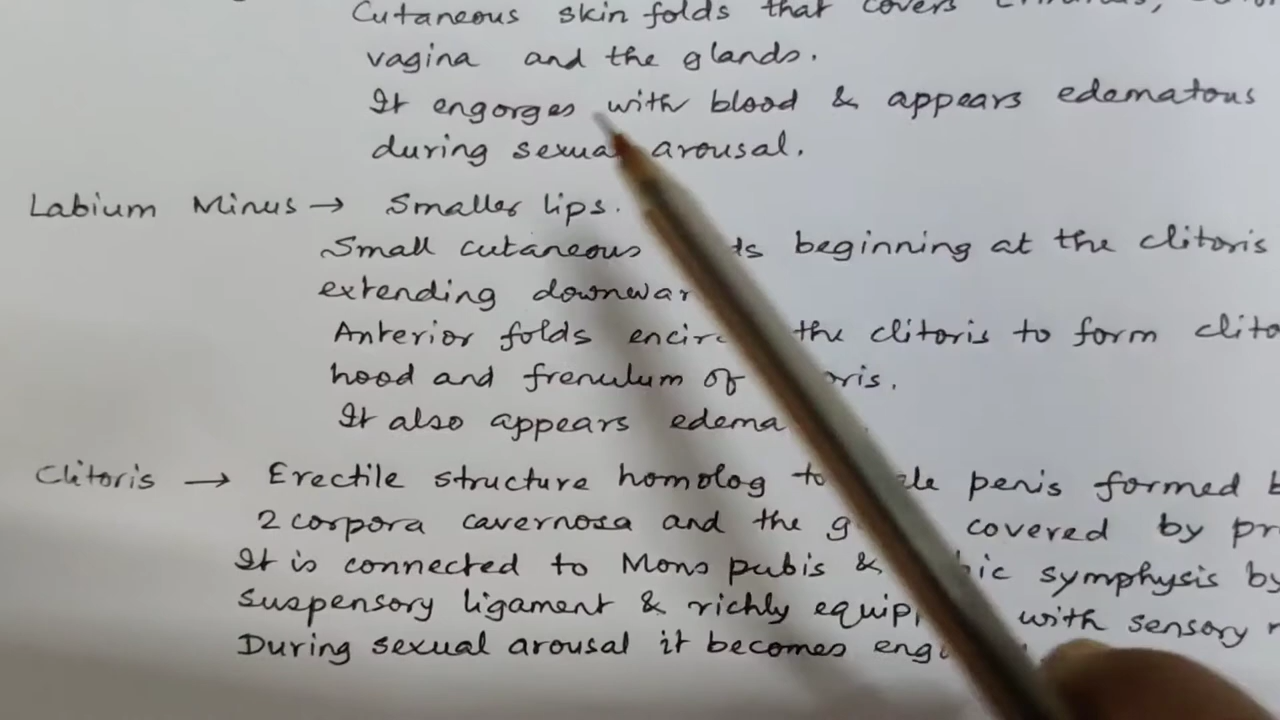 Cutaneous skin folds that covers
vagina and the glands.
It engorges with blood & appears edematous
during sexual arousal.
Labium Minus → Smaller lips.
Small cutaneous beginning at the clitoris
extending
Anterior folds the clitoris to form
hood and frenulum of
It also appears
Clitoris → Erectile structure homolog to penis formed
2 corpora cavernosa and the covered by
It is connected to Mons pubis & symphysis by
suspensory ligament & richly with sensory
During sexual arousal it becomes